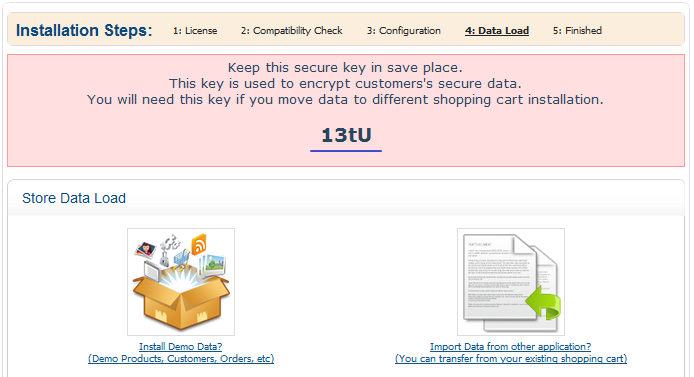 Installation Steps: 1: License 2: Compatibility Check 3: Configuration 4: Data Load 5: Finished
Keep this secure key in save place.
This key is used to encrypt customers's secure data.
You will need this key if you move data to different shopping cart installation.
13tU
Store Data Load
Install Demo Data?
(Demo Products, Customers, Orders, etc)
Import Data from other application?
(You can transfer from your existing shopping cart)